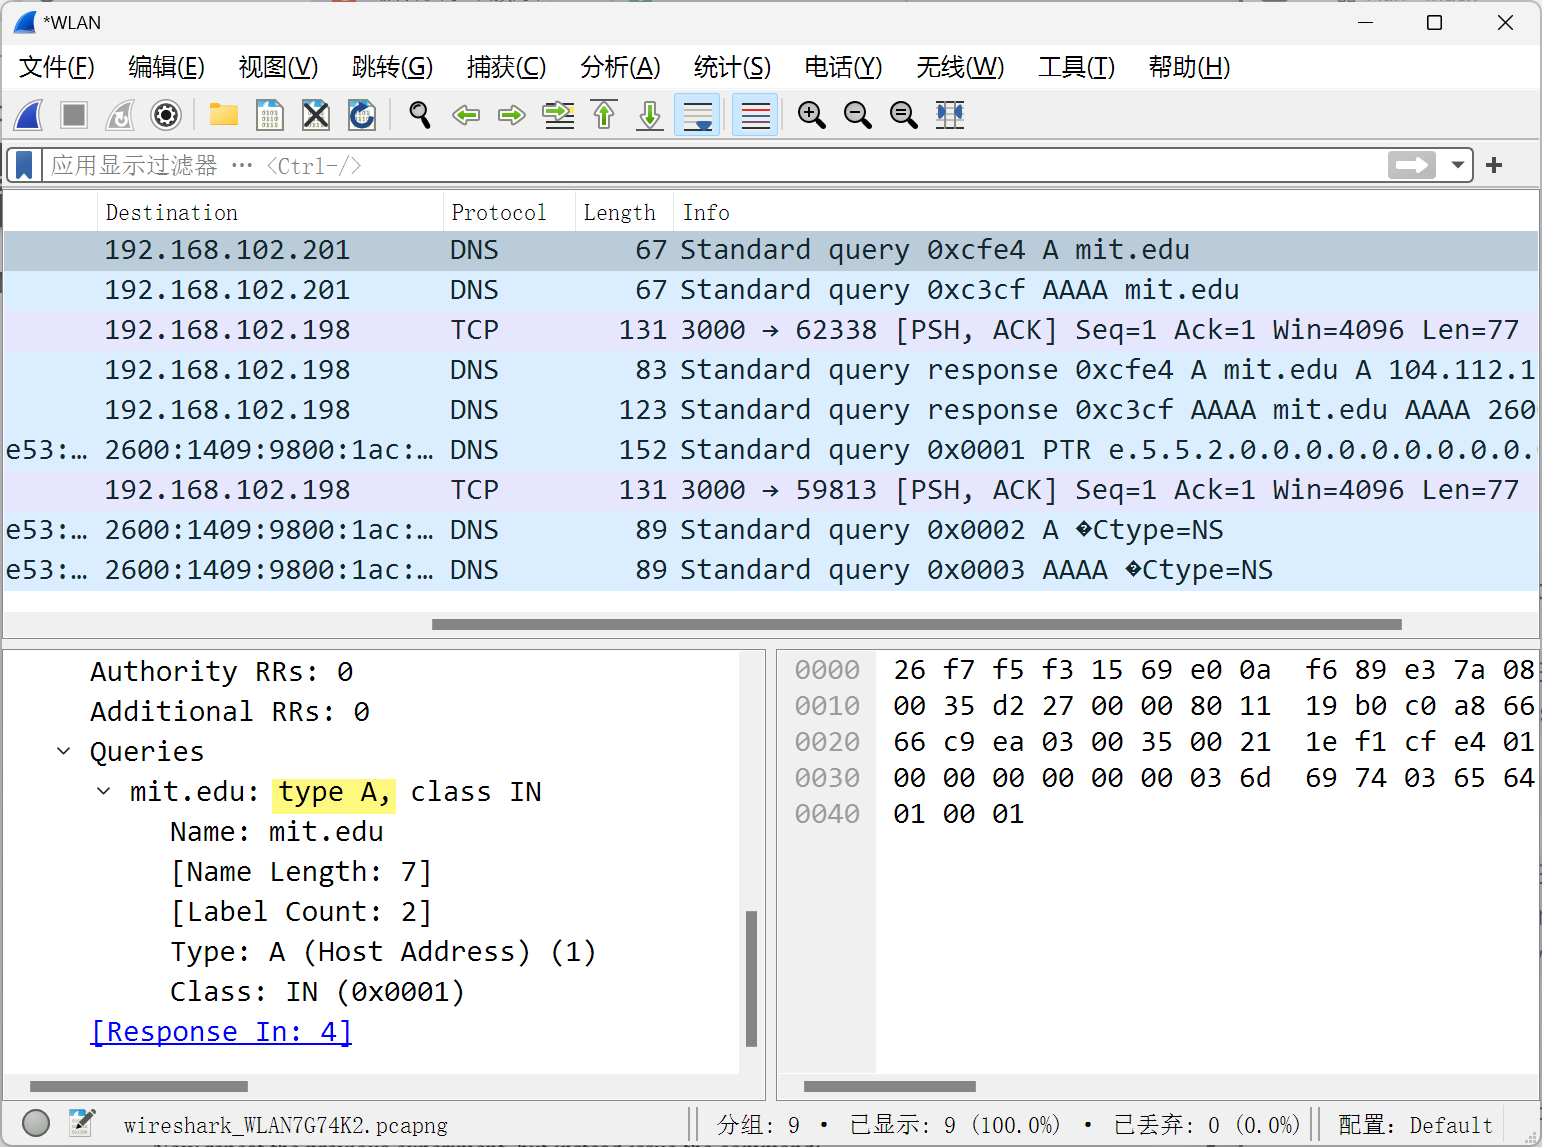 *WLAN
文件(F) 编辑(E) 视图(V) 跳转(G) 捕获(C) 分析(A) 统计(S) 电话(Y) 无线(W) 工具(T) 帮助(H)
应用显示过滤器 … <Ctrl-/>
Destination Protocol Length Info
192.168.102.201 DNS 67 Standard query 0xcfe4 A mit.edu
192.168.102.201 DNS 67 Standard query 0xc3cf AAAA mit.edu
192.168.102.198 TCP 131 3000 → 62338 [PSH, ACK] Seq=1 Ack=1 Win=4096 Len=77
192.168.102.198 DNS 83 Standard query response 0xcfe4 A mit.edu A 104.112.1
192.168.102.198 DNS 123 Standard query response 0xc3cf AAAA mit.edu AAAA 260
e53:… 2600:1409:9800:1ac:… DNS 152 Standard query 0x0001 PTR e.5.5.2.0.0.0.0.0.0.0.0.0.
192.168.102.198 TCP 131 3000 → 59813 [PSH, ACK] Seq=1 Ack=1 Win=4096 Len=77
e53:… 2600:1409:9800:1ac:… DNS 89 Standard query 0x0002 A �Ctype=NS
e53:… 2600:1409:9800:1ac:… DNS 89 Standard query 0x0003 AAAA �Ctype=NS
Authority RRs: 0
Additional RRs: 0
Queries
mit.edu: type A, class IN
Name: mit.edu
[Name Length: 7]
[Label Count: 2]
Type: A (Host Address) (1)
Class: IN (0x0001)
[Response In: 4]
0000 26 f7 f5 f3 15 69 e0 0a f6 89 e3 7a 08
0010 00 35 d2 27 00 00 80 11 19 b0 c0 a8 66
0020 66 c9 ea 03 00 35 00 21 1e f1 cf e4 01
0030 00 00 00 00 00 00 03 6d 69 74 03 65 64
0040 01 00 01
wireshark_WLAN7G74K2.pcapng 分组: 9 · 已显示: 9 (100.0%) · 已丢弃: 0 (0.0%) 配置: Default